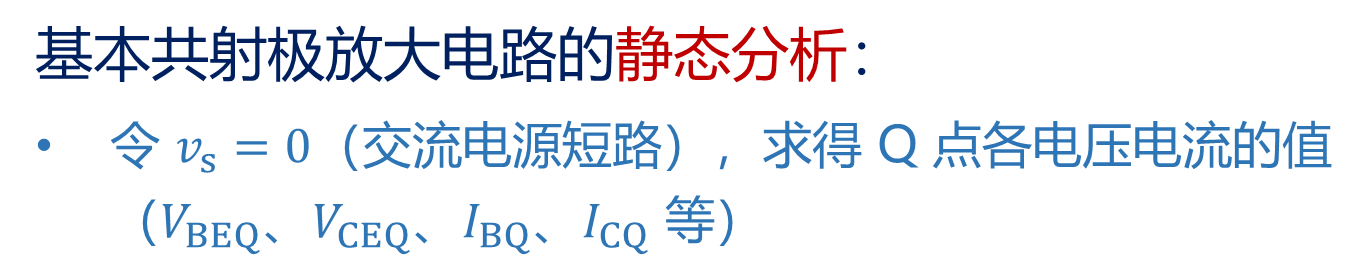 基本共射极放大电路的静态分析：
• 令 vs = 0（交流电源短路），求得 Q 点各电压电流的值
（VBEQ、VCEQ、IBQ、ICQ 等）